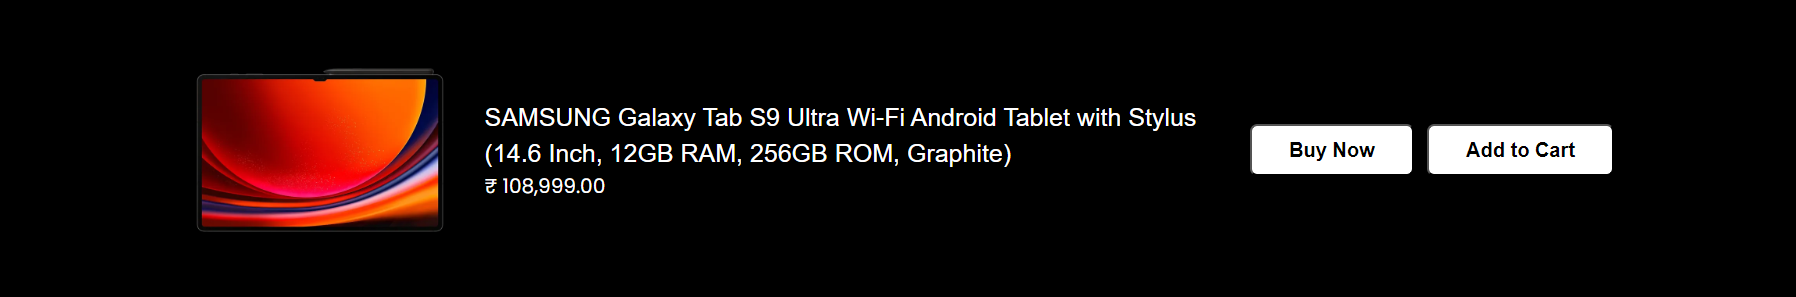 SAMSUNG Galaxy Tab S9 Ultra Wi-Fi Android Tablet with Stylus
(14.6 Inch, 12GB RAM, 256GB ROM, Graphite)
₹ 108,999.00
Buy Now
Add to Cart